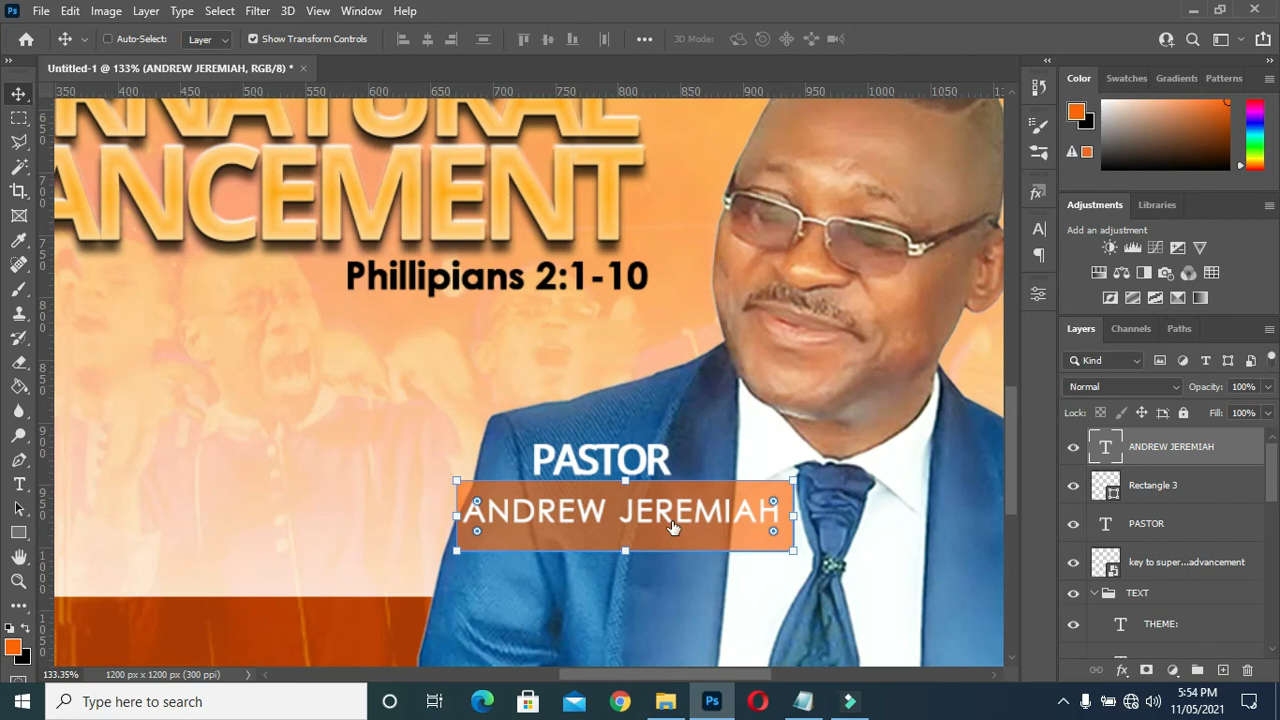 Ps File Edit Image Layer Type Select Filter 3D View Window Help
Auto-Select: Layer Show Transform Controls 3D Mode:
Untitled-1 @ 133% (ANDREW JEREMIAH, RGB/8) *
350 400 450 500 550 600 650 700 750 800 850 900 950 1000 1050
RNATURAL
ANCEMENT
Phillipians 2:1-10
PASTOR
ANDREW JEREMIAH
Color Swatches Gradients Patterns
Adjustments Libraries
Add an adjustment
Layers Channels Paths
Kind
Normal Opacity: 100%
Lock: Fill: 100%
ANDREW JEREMIAH
Rectangle 3
PASTOR
key to super...advancement
TEXT
THEME:
133.35% 1200 px x 1200 px (300 ppi)
Type here to search
Ps
5:54 PM
11/05/2021